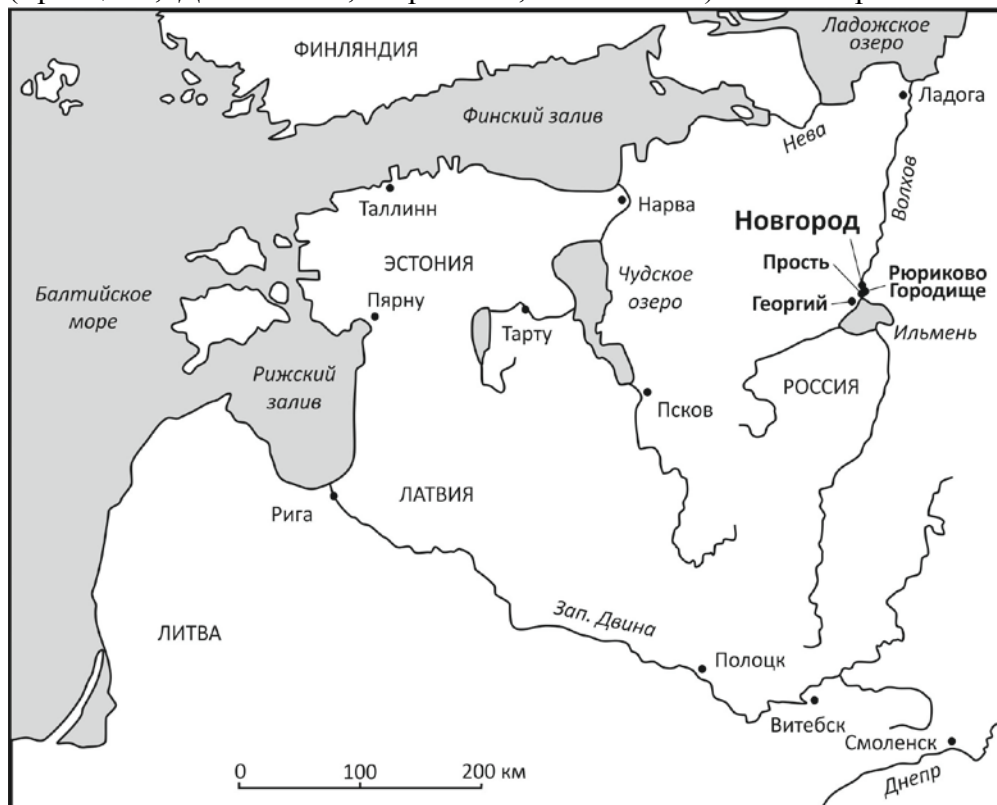 ФИНЛЯНДИЯ
Ладожское
озеро
Финский залив
Ладога
Нева
Волхов
Таллинн
Нарва
Новгород
ЭСТОНИЯ
Прость
Рюриково
Городище
Чудское
озеро
Георгий
Балтийское
море
Пярну
Тарту
Ильмень
Рижский
залив
РОССИЯ
Псков
ЛАТВИЯ
Рига
Зап. Двина
ЛИТВА
Полоцк
Витебск
Смоленск
Днепр
0 100 200 км